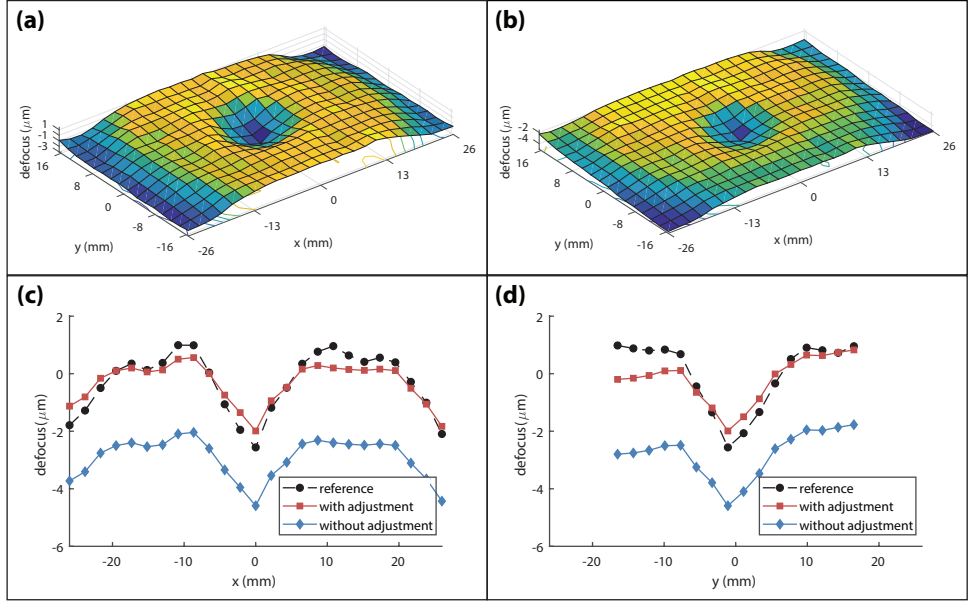 (a)
defocus (μm)
1
-1
-3
16
8
0
-8
-16
y (mm)
-26
-13
0
13
26
x (mm)
(b)
defocus (μm)
-2
-4
16
8
0
-8
-16
y (mm)
-26
-13
0
13
26
x (mm)
(c)
defocus(μm)
2
0
-2
-4
-6
-20
-10
0
10
20
x (mm)
reference
with adjustment
without adjustment
(d)
defocus(μm)
2
0
-2
-4
-6
-20
-10
0
10
20
y (mm)
reference
with adjustment
without adjustment